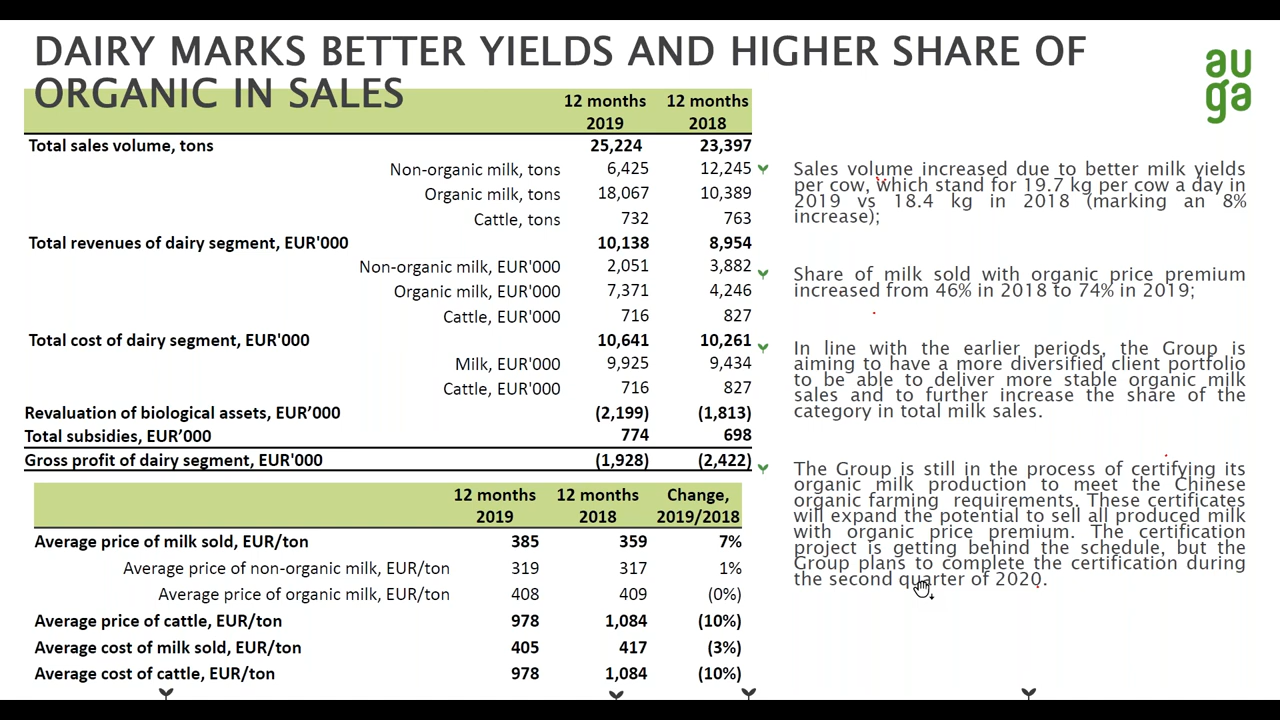 DAIRY MARKS BETTER YIELDS AND HIGHER SHARE OF
ORGANIC IN SALES
au
ga
12 months 12 months
2019 2018
Total sales volume, tons 25,224 23,397
Non-organic milk, tons 6,425 12,245
Organic milk, tons 18,067 10,389
Cattle, tons 732 763
Total revenues of dairy segment, EUR'000 10,138 8,954
Non-organic milk, EUR'000 2,051 3,882
Organic milk, EUR'000 7,371 4,246
Cattle, EUR'000 716 827
Total cost of dairy segment, EUR'000 10,641 10,261
Milk, EUR'000 9,925 9,434
Cattle, EUR'000 716 827
Revaluation of biological assets, EUR’000 (2,199) (1,813)
Total subsidies, EUR’000 774 698
Gross profit of dairy segment, EUR'000 (1,928) (2,422)
12 months 12 months Change,
2019 2018 2019/2018
Average price of milk sold, EUR/ton 385 359 7%
Average price of non-organic milk, EUR/ton 319 317 1%
Average price of organic milk, EUR/ton 408 409 (0%)
Average price of cattle, EUR/ton 978 1,084 (10%)
Average cost of milk sold, EUR/ton 405 417 (3%)
Average cost of cattle, EUR/ton 978 1,084 (10%)
Sales volume increased due to better milk yields
per cow, which stand for 19.7 kg per cow a day in
2019 vs 18.4 kg in 2018 (marking an 8%
increase);
Share of milk sold with organic price premium
increased from 46% in 2018 to 74% in 2019;
In line with the earlier periods, the Group is
aiming to have a more diversified client portfolio
to be able to deliver more stable organic milk
sales and to further increase the share of the
category in total milk sales.
The Group is still in the process of certifying its
organic milk production to meet the Chinese
organic farming requirements. These certificates
will expand the potential to sell all produced milk
with organic price premium. The certification
project is getting behind the schedule, but the
Group plans to complete the certification during
the second quarter of 2020.